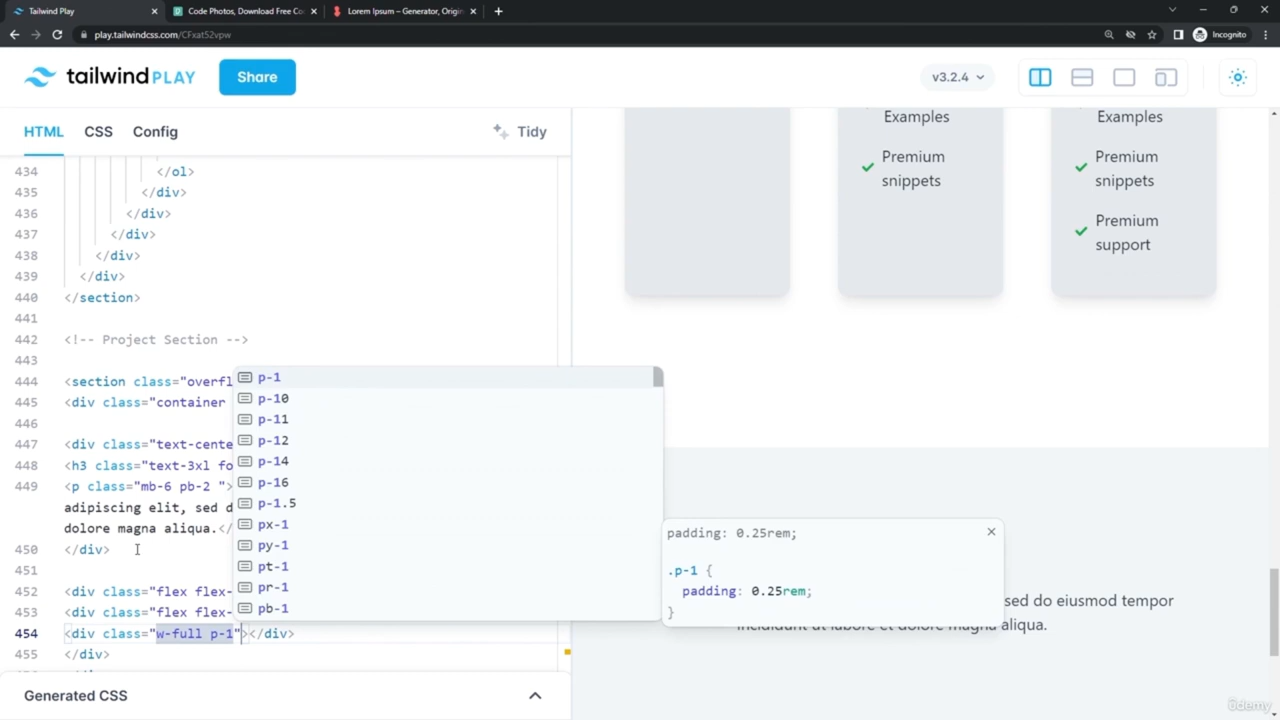 Tailwind Play
Code Photos, Download Free Co
Lorem Ipsum – Generator, Origin
play.tailwindcss.com/CFxat52vpw
Incognito
tailwind PLAY
Share
v3.2.4
HTML
CSS
Config
Tidy
434 </ol>
435 </div>
436 </div>
437 </div>
438 </div>
439 </div>
440 </section>
441
442 <!-- Project Section -->
443
444 <section class="overfl
445 <div class="container
446
447 <div class="text-cente
448 <h3 class="text-3xl fo
449 <p class="mb-6 pb-2 ">
adipiscing elit, sed d
dolore magna aliqua.</
450 </div>
451
452 <div class="flex flex-
453 <div class="flex flex-
454 <div class="w-full p-1"></div>
455 </div>
p-1
p-10
p-11
p-12
p-14
p-16
p-1.5
px-1
py-1
pt-1
pr-1
pb-1
padding: 0.25rem;
.p-1 {
padding: 0.25rem;
}
Generated CSS
Examples
Premium
snippets
Examples
Premium
snippets
Premium
support
sed do eiusmod tempor
incididunt ut labore et dolore magna aliqua.
ûdemy